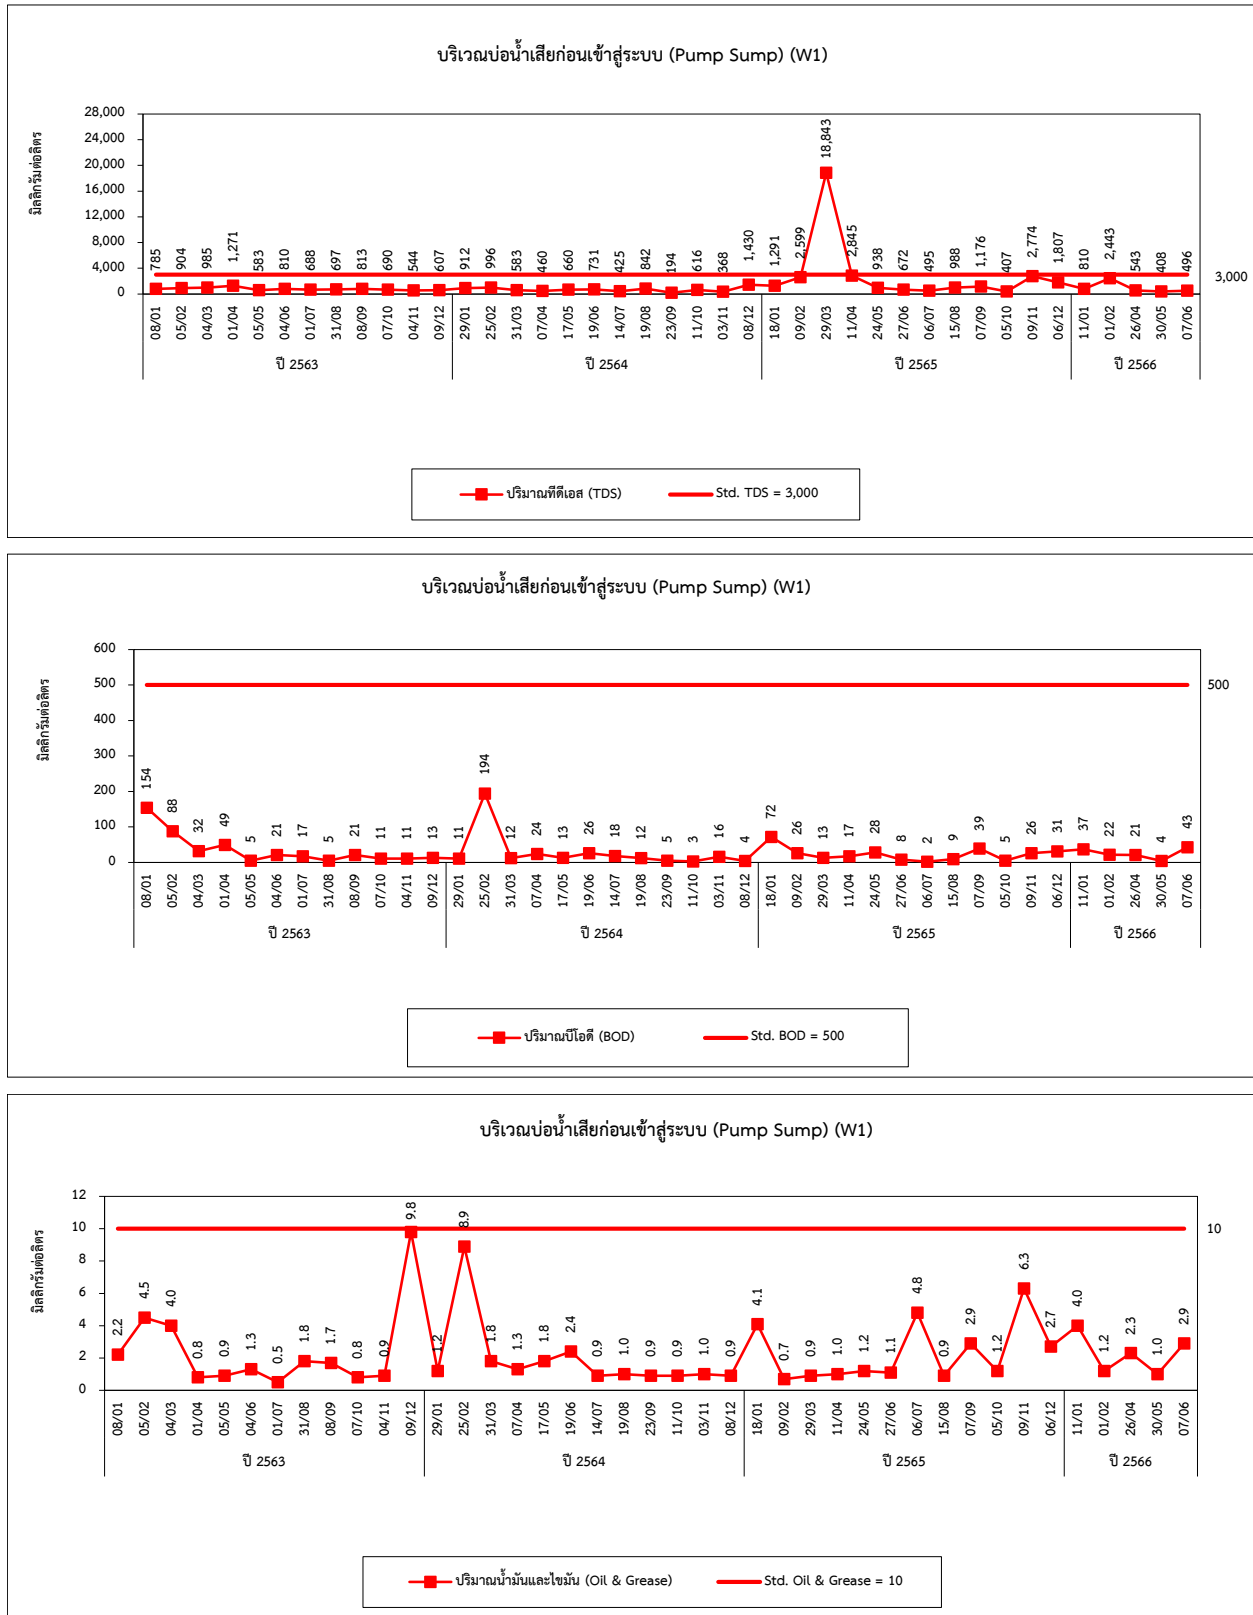 บริเวณบ่อน้ำเสียก่อนเข้าสู่ระบบ (Pump Sump) (W1)
มิลลิกรัมต่อลิตร
28,000
24,000
20,000
16,000
12,000
8,000
4,000
0
785 904 985 1,271 583 810 688 697 813 690 544 607 912 996 583 460 660 731 425 842 194 616 368 1,430 1,291 2,599 18,843 2,845 938 672 495 988 1,176 407 2,774 1,807 810 2,443 543 408 496
3,000
08/01 05/02 04/03 01/04 05/05 04/06 01/07 31/08 08/09 07/10 04/11 09/12 29/01 25/02 31/03 07/04 17/05 19/06 14/07 19/08 23/09 11/10 03/11 08/12 18/01 09/02 29/03 11/04 24/05 27/06 06/07 15/08 07/09 05/10 09/11 06/12 11/01 01/02 26/04 30/05 07/06
ปี 2563 ปี 2564 ปี 2565 ปี 2566
ปริมาณทีดีเอส (TDS) Std. TDS = 3,000
บริเวณบ่อน้ำเสียก่อนเข้าสู่ระบบ (Pump Sump) (W1)
มิลลิกรัมต่อลิตร
600
500
400
300
200
100
0
154 88 32 49 5 21 17 5 21 11 11 13 11 194 12 24 13 26 18 12 5 3 16 4 72 26 13 17 28 8 2 9 39 5 26 31 37 22 21 4 43
500
08/01 05/02 04/03 01/04 05/05 04/06 01/07 31/08 08/09 07/10 04/11 09/12 29/01 25/02 31/03 07/04 17/05 19/06 14/07 19/08 23/09 11/10 03/11 08/12 18/01 09/02 29/03 11/04 24/05 27/06 06/07 15/08 07/09 05/10 09/11 06/12 11/01 01/02 26/04 30/05 07/06
ปี 2563 ปี 2564 ปี 2565 ปี 2566
ปริมาณบีโอดี (BOD) Std. BOD = 500
บริเวณบ่อน้ำเสียก่อนเข้าสู่ระบบ (Pump Sump) (W1)
มิลลิกรัมต่อลิตร
12
10
8
6
4
2
0
2.2 4.5 4.0 0.8 0.9 1.3 0.5 1.8 1.7 0.8 0.9 9.8 1.2 8.9 1.8 1.3 1.8 2.4 0.9 1.0 0.9 0.9 1.0 0.9 4.1 0.7 0.9 1.0 1.2 1.1 4.8 0.9 2.9 1.2 6.3 2.7 4.0 1.2 2.3 1.0 2.9
10
08/01 05/02 04/03 01/04 05/05 04/06 01/07 31/08 08/09 07/10 04/11 09/12 29/01 25/02 31/03 07/04 17/05 19/06 14/07 19/08 23/09 11/10 03/11 08/12 18/01 09/02 29/03 11/04 24/05 27/06 06/07 15/08 07/09 05/10 09/11 06/12 11/01 01/02 26/04 30/05 07/06
ปี 2563 ปี 2564 ปี 2565 ปี 2566
ปริมาณน้ำมันและไขมัน (Oil & Grease) Std. Oil & Grease = 10